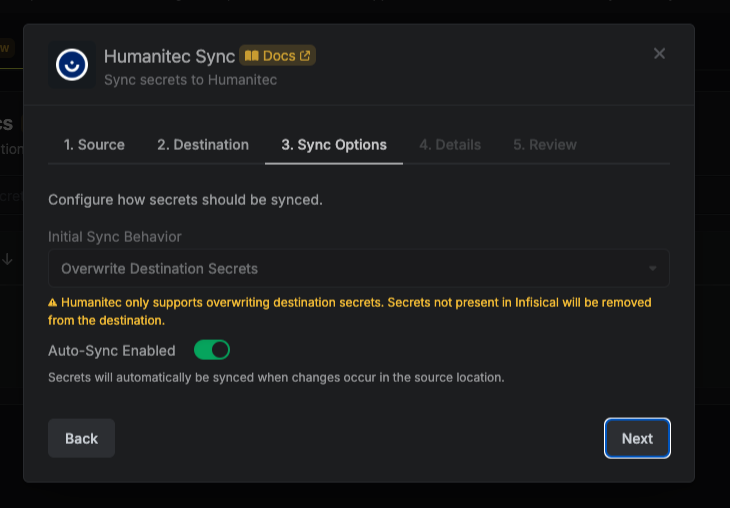 Humanitec Sync Docs
Sync secrets to Humanitec
1. Source 2. Destination 3. Sync Options 4. Details 5. Review
Configure how secrets should be synced.
Initial Sync Behavior
Overwrite Destination Secrets
Humanitec only supports overwriting destination secrets. Secrets not present in Infisical will be removed
from the destination.
Auto-Sync Enabled
Secrets will automatically be synced when changes occur in the source location.
Back Next